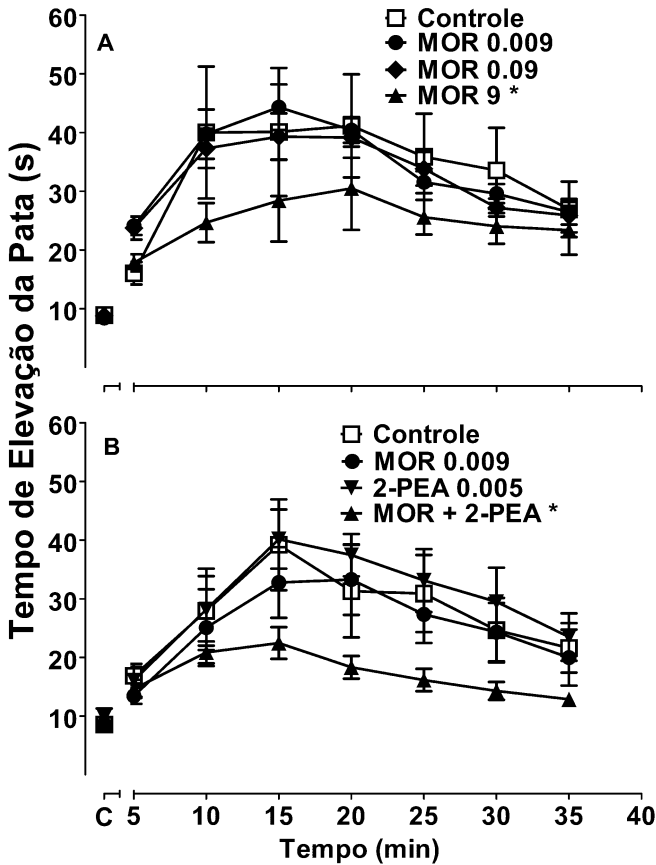 Tempo de Elevação da Pata (s)
A
60
50
40
30
20
10
Controle
MOR 0.009
MOR 0.09
MOR 9 *
B
60
50
40
30
20
10
Controle
MOR 0.009
2-PEA 0.005
MOR + 2-PEA *
C 5 10 15 20 25 30 35 40
Tempo (min)